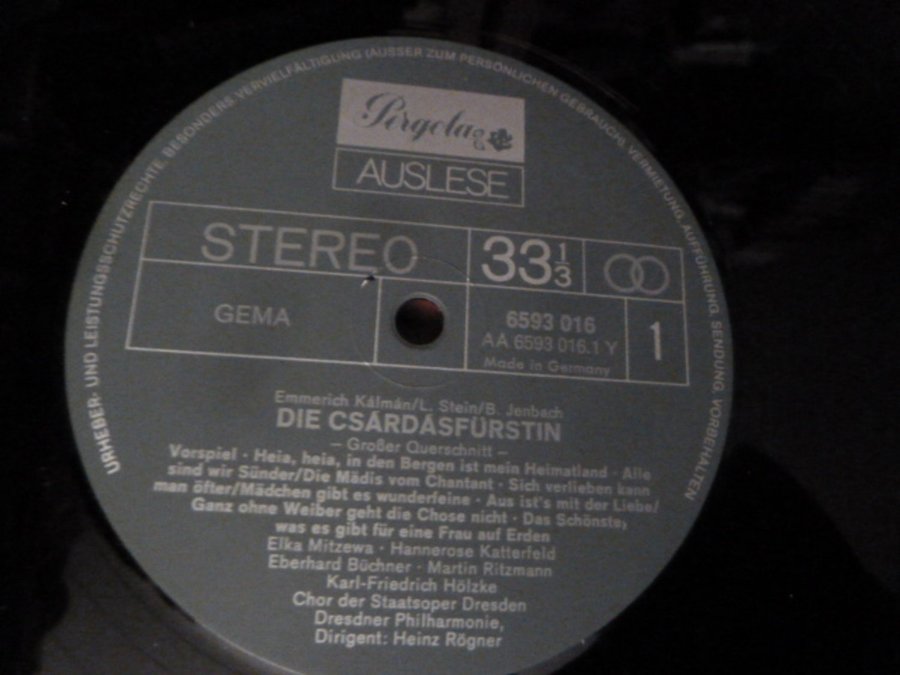 URHEBER- UND LEISTUNGSSCHUTZRECHTE, BESONDERS VERVIELFÄLTIGUNG (AUSSER ZUM PERSÖNLICHEN GEBRAUCH), VERMIETUNG, AUFFÜHRUNG, SENDUNG, VORBEHALTEN
Pergola
AUSLESE
STEREO
33 1/3
GEMA
6593 016
AA 6593 016.1 Y
Made in Germany
1
Emmerich Kálmán/L. Stein/B. Jenbach
DIE CSÁRDÁSFÜRSTIN
– Großer Querschnitt –
Vorspiel · Heia, heia, in den Bergen ist mein Heimatland · Alle
sind wir Sünder/Die Mädis vom Chantant · Sich verlieben kann
man öfter/Mädchen gibt es wunderfeine · Aus ist's mit der Liebe/
Ganz ohne Weiber geht die Chose nicht · Das Schönste,
was es gibt für eine Frau auf Erden
Elka Mitzewa · Hannerose Katterfeld
Eberhard Büchner · Martin Ritzmann
Karl-Friedrich Hölzke
Chor der Staatsoper Dresden
Dresdner Philharmonie,
Dirigent: Heinz Rögner